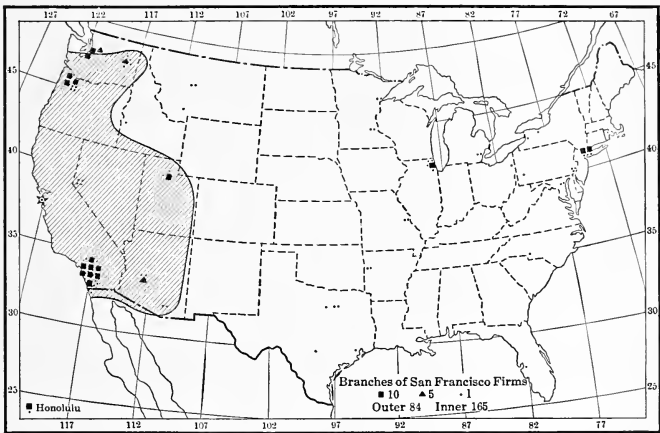 127 122 117 112 107 102 97 92 87 82 77 72 67
45 45
40 40
35 35
30 30
25 25
Branches of San Francisco Firms
■ 10 ▲ 5 · 1
Outer 84 Inner 165
■ Honolulu
117 112 107 102 97 92 87 82 77